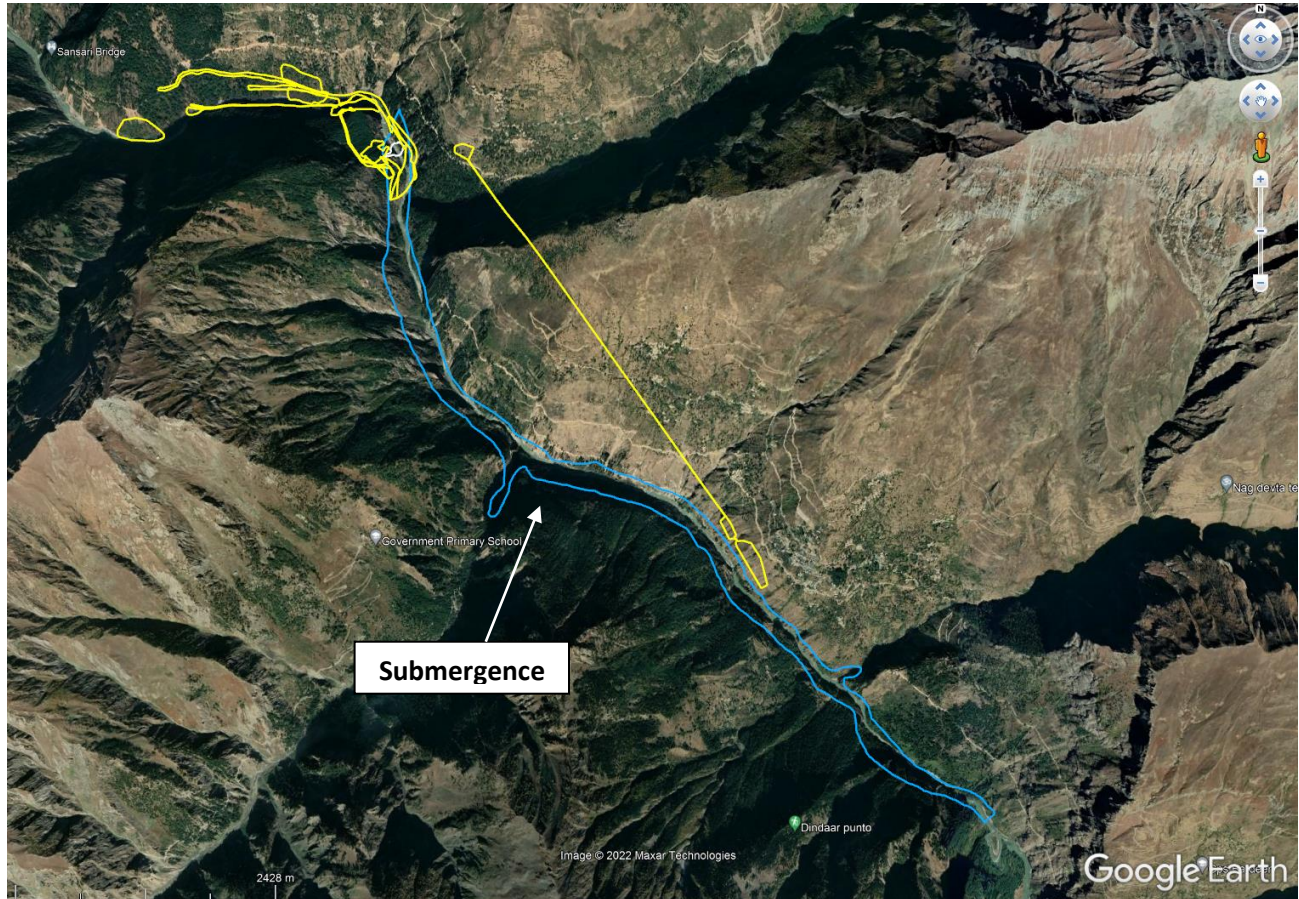 N
Sansari Bridge
Nag devta te
Government Primary School
Submergence
Dindaar punto
Image © 2022 Maxar Technologies
2428 m
Google Earth